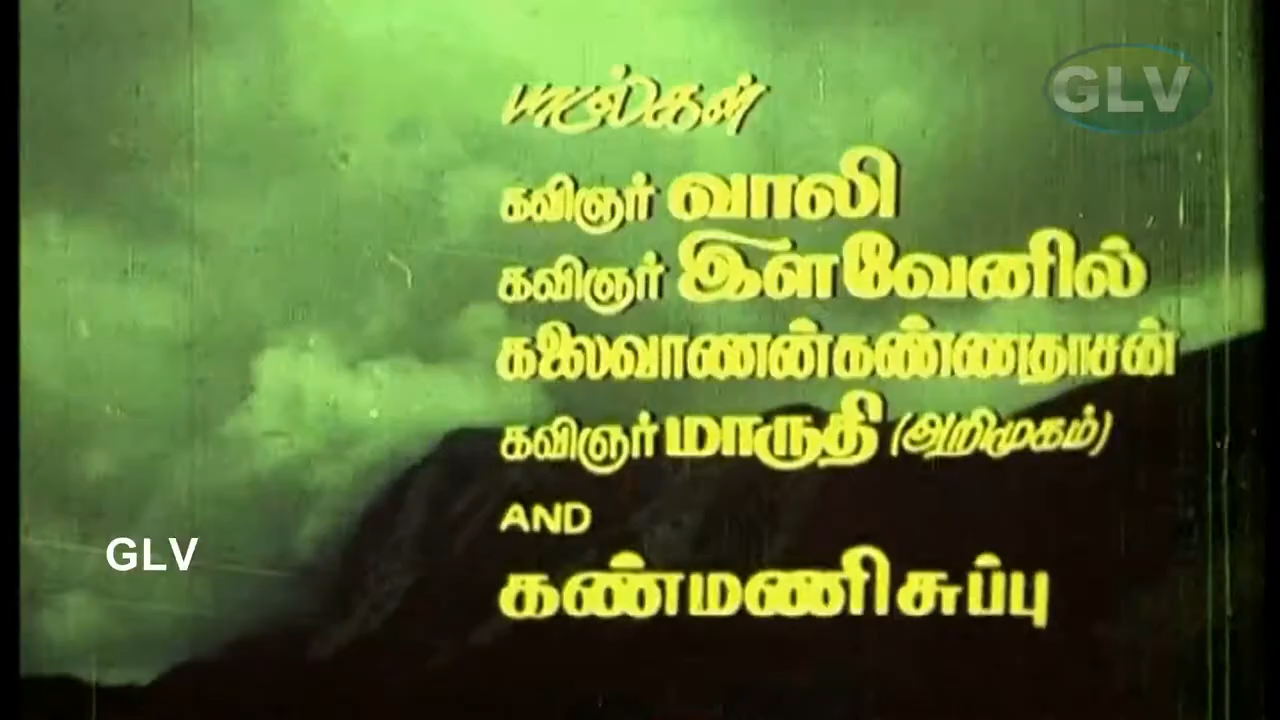 பாடல்கள்
GLV
கவிஞர் வாலி
கவிஞர் இளவேனில்
கலைவாணன்கண்ணதாசன்
கவிஞர் மாருதி (அறிமுகம்)
AND
GLV
கண்மணிசுப்பு